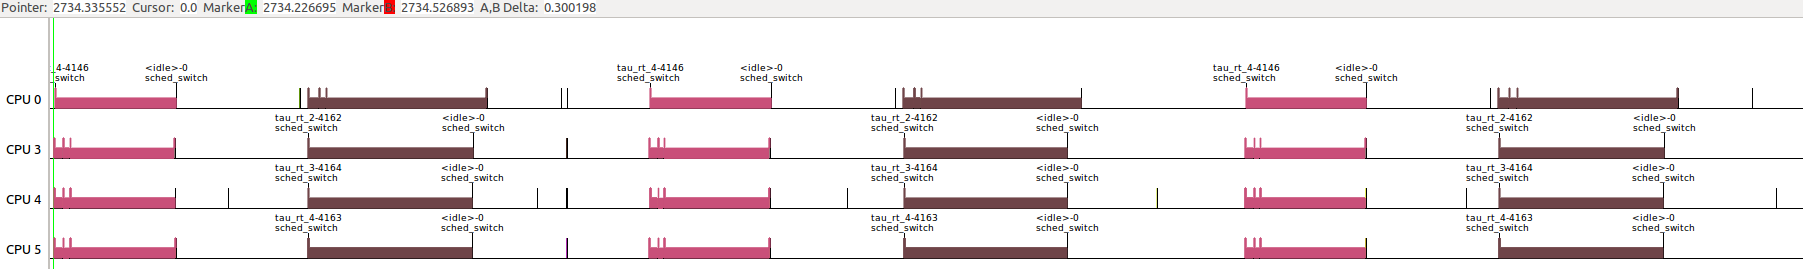 Pointer: 2734.335552 Cursor: 0.0 Marker A: 2734.226695 Marker B: 2734.526893 A,B Delta: 0.300198
4-4146 <idle>-0 tau_rt_4-4146 <idle>-0 tau_rt_4-4146 <idle>-0
switch sched_switch sched_switch sched_switch sched_switch sched_switch
CPU 0
tau_rt_2-4162 <idle>-0 tau_rt_2-4162 <idle>-0 tau_rt_2-4162 <idle>-0
sched_switch sched_switch sched_switch sched_switch sched_switch sched_switch
CPU 3
tau_rt_3-4164 <idle>-0 tau_rt_3-4164 <idle>-0 tau_rt_3-4164 <idle>-0
sched_switch sched_switch sched_switch sched_switch sched_switch sched_switch
CPU 4
tau_rt_4-4163 <idle>-0 tau_rt_4-4163 <idle>-0 tau_rt_4-4163 <idle>-0
sched_switch sched_switch sched_switch sched_switch sched_switch sched_switch
CPU 5